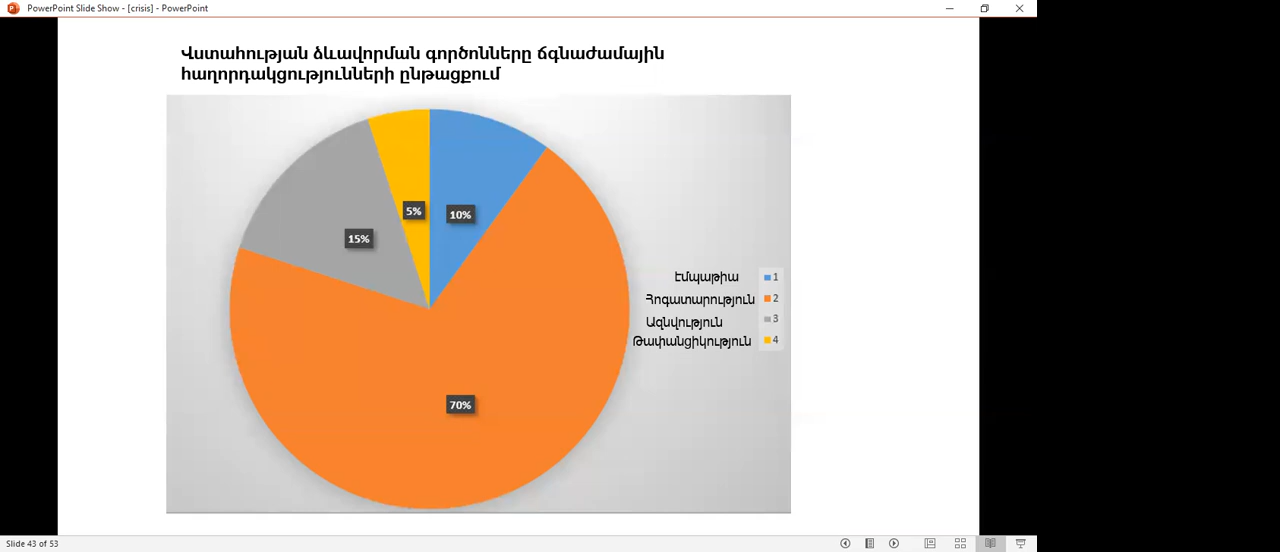 PowerPoint Slide Show - [crisis] - PowerPoint
Վստահության ձևավորման գործոնները ճգնաժամային
հաղորդակցությունների ընթացքում
5%
10%
15%
70%
Էմպաթիա 1
Հոգատարություն 2
Ազնվություն 3
Թափանցիկություն 4
Slide 43 of 53